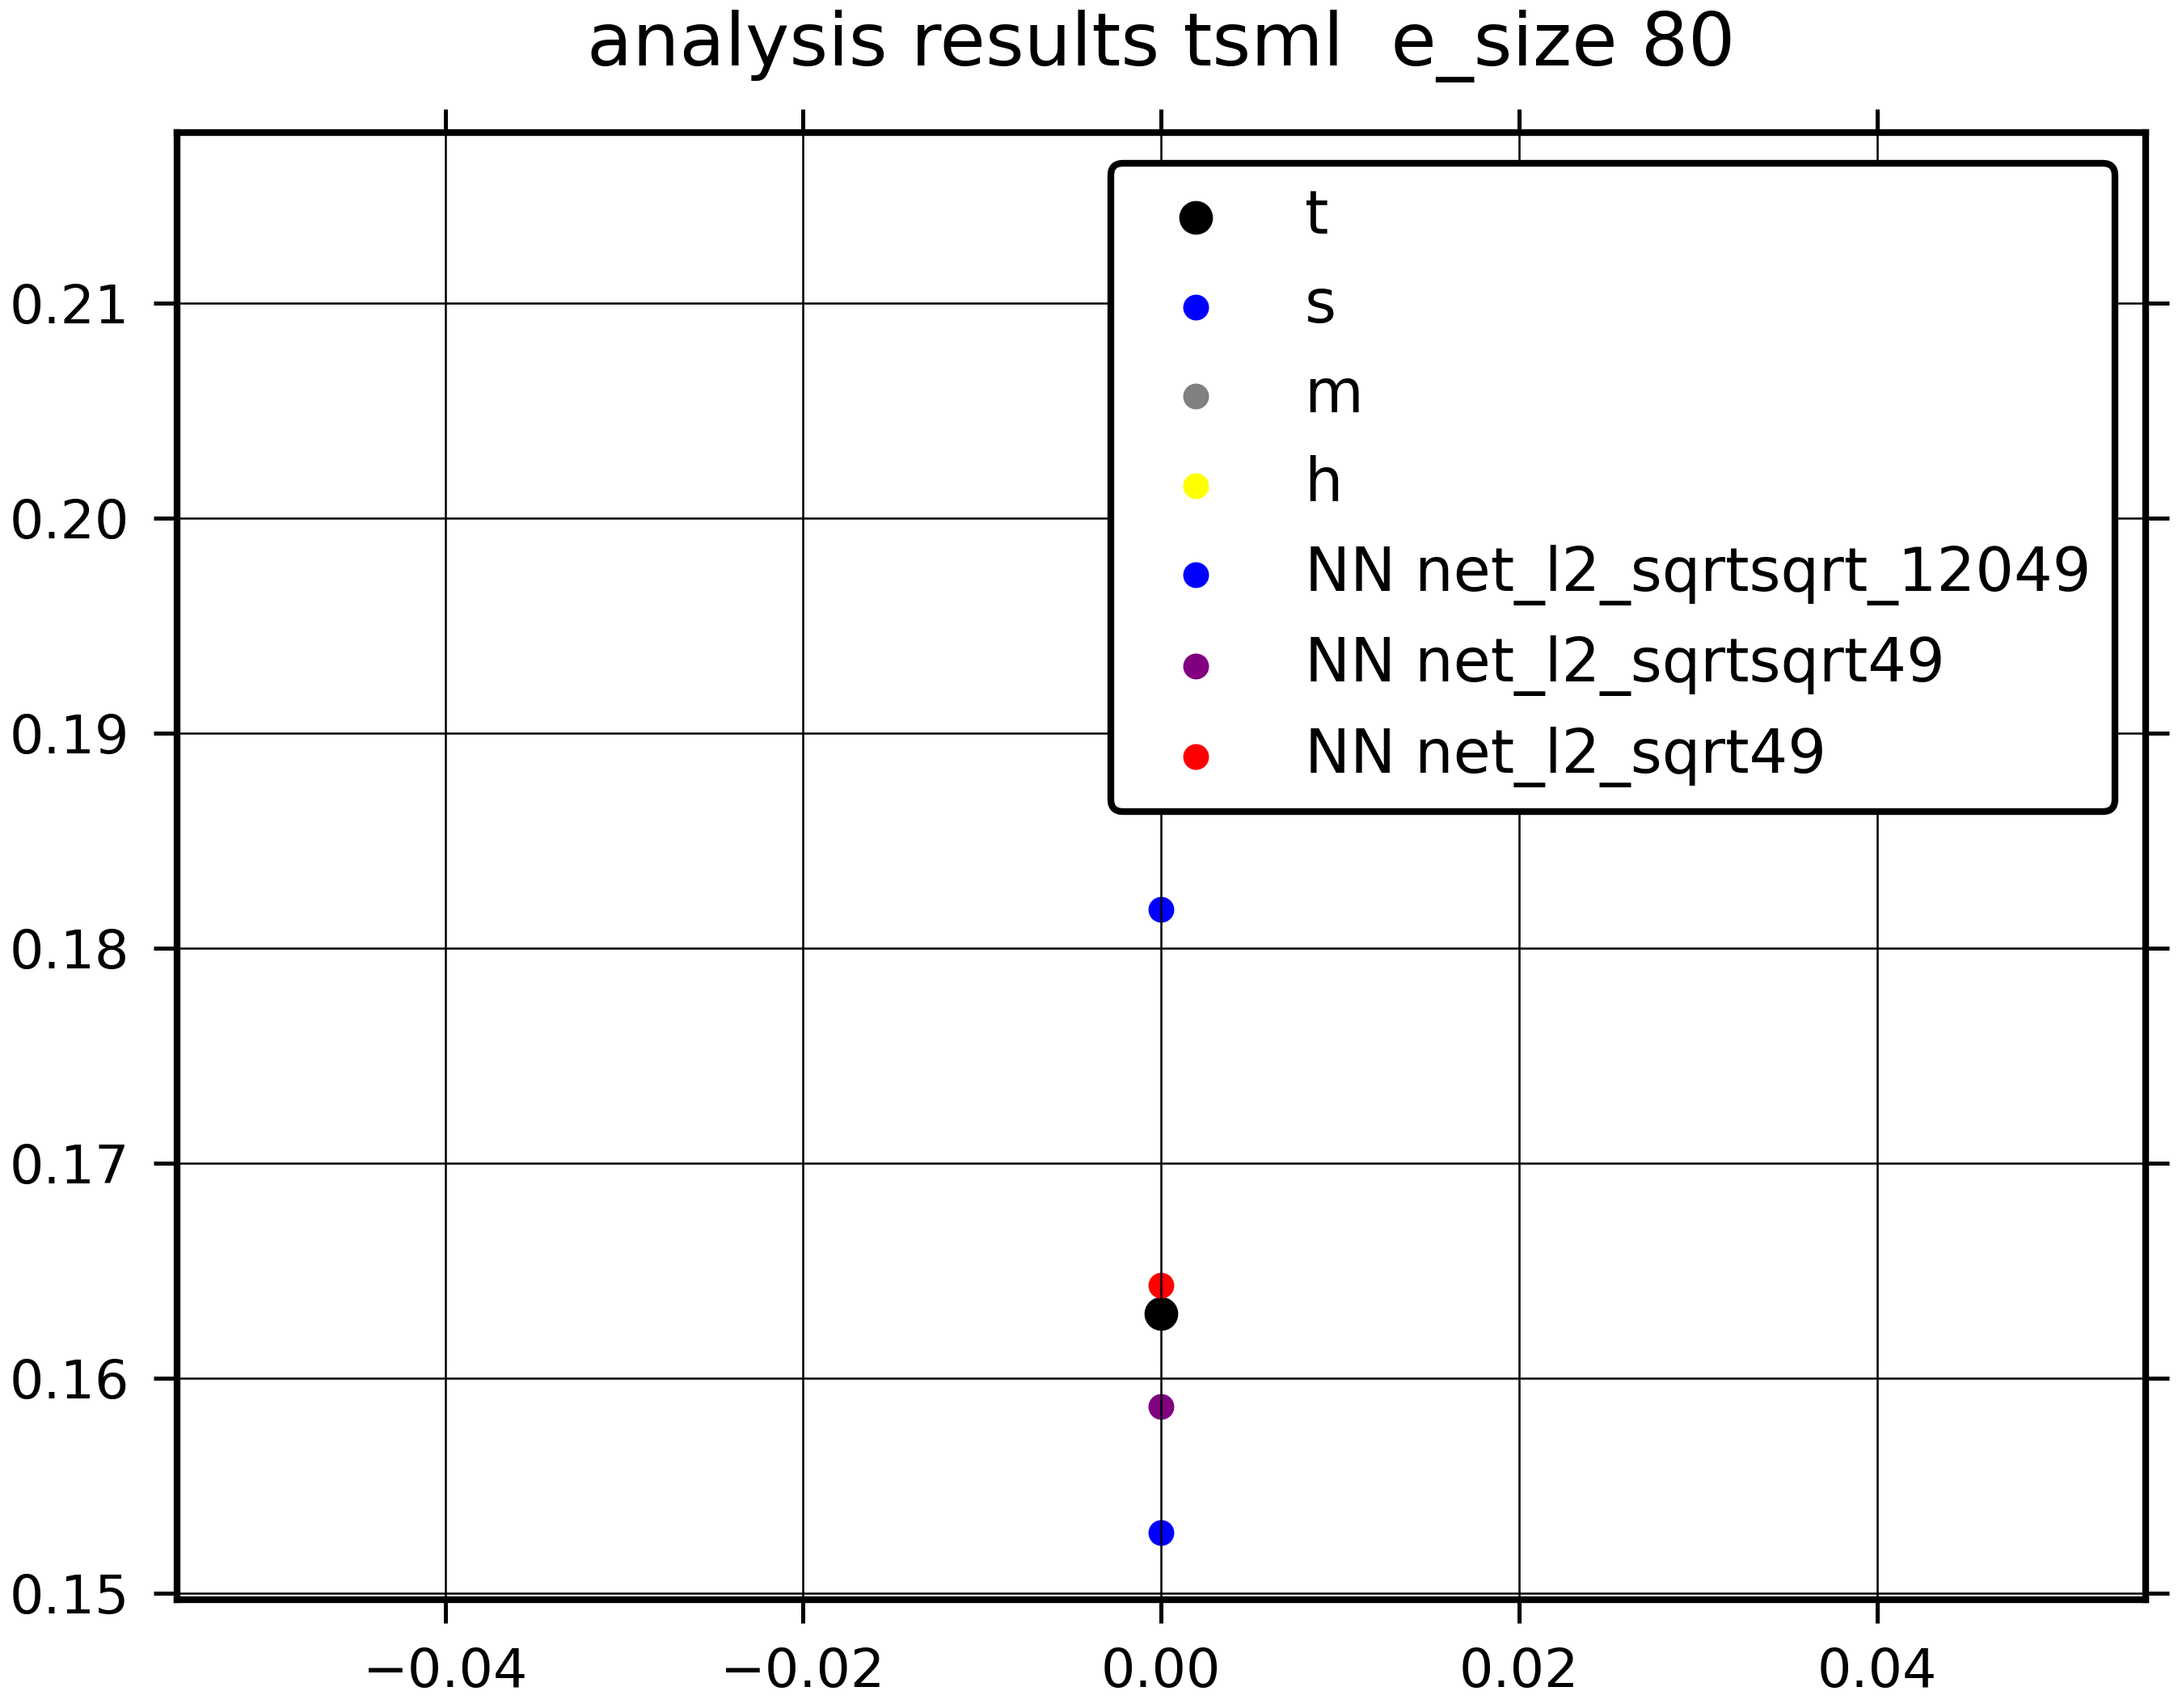 analysis results tsml  e_size 80
t
s
m
h
NN net_l2_sqrtsqrt_12049
NN net_l2_sqrtsqrt49
NN net_l2_sqrt49
0.21
0.20
0.19
0.18
0.17
0.16
0.15
−0.04
−0.02
0.00
0.02
0.04